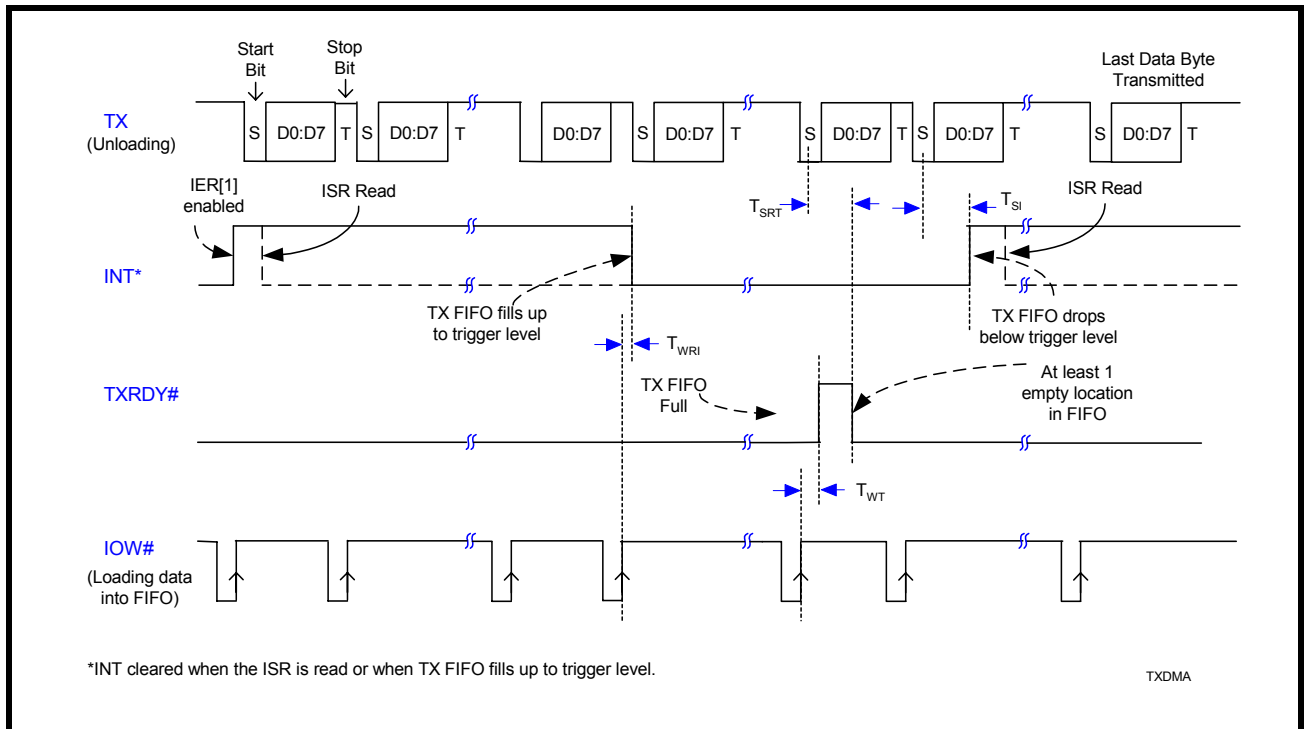 Start
Bit
Stop
Bit
Last Data Byte
Transmitted
TX
(Unloading)
S D0:D7 T S D0:D7 T D0:D7 S D0:D7 T S D0:D7 T S D0:D7 T S D0:D7 T
IER[1]
enabled
ISR Read
T_SRT
T_SI
ISR Read
INT*
TX FIFO fills up
to trigger level
TX FIFO drops
below trigger level
T_WRI
TXRDY#
TX FIFO
Full
At least 1
empty location
in FIFO
T_WT
IOW#
(Loading data
into FIFO)
*INT cleared when the ISR is read or when TX FIFO fills up to trigger level.
TXDMA